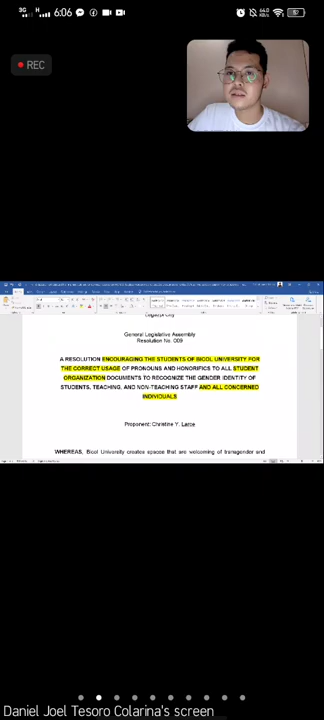 3G H 6:06
REC
Legazpi City
General Legislative Assembly
Resolution No. 009
A RESOLUTION ENCOURAGING THE STUDENTS OF BICOL UNIVERSITY FOR
THE CORRECT USAGE OF PRONOUNS AND HONORIFICS TO ALL STUDENT
ORGANIZATION DOCUMENTS TO RECOGNIZE THE GENDER IDENTITY OF
STUDENTS, TEACHING, AND NON-TEACHING STAFF AND ALL CONCERNED
INDIVIDUALS
Proponent: Christine Y.
WHEREAS, Bicol University creates spaces that are welcoming of transgender and
Daniel Joel Tesoro Colarina's screen